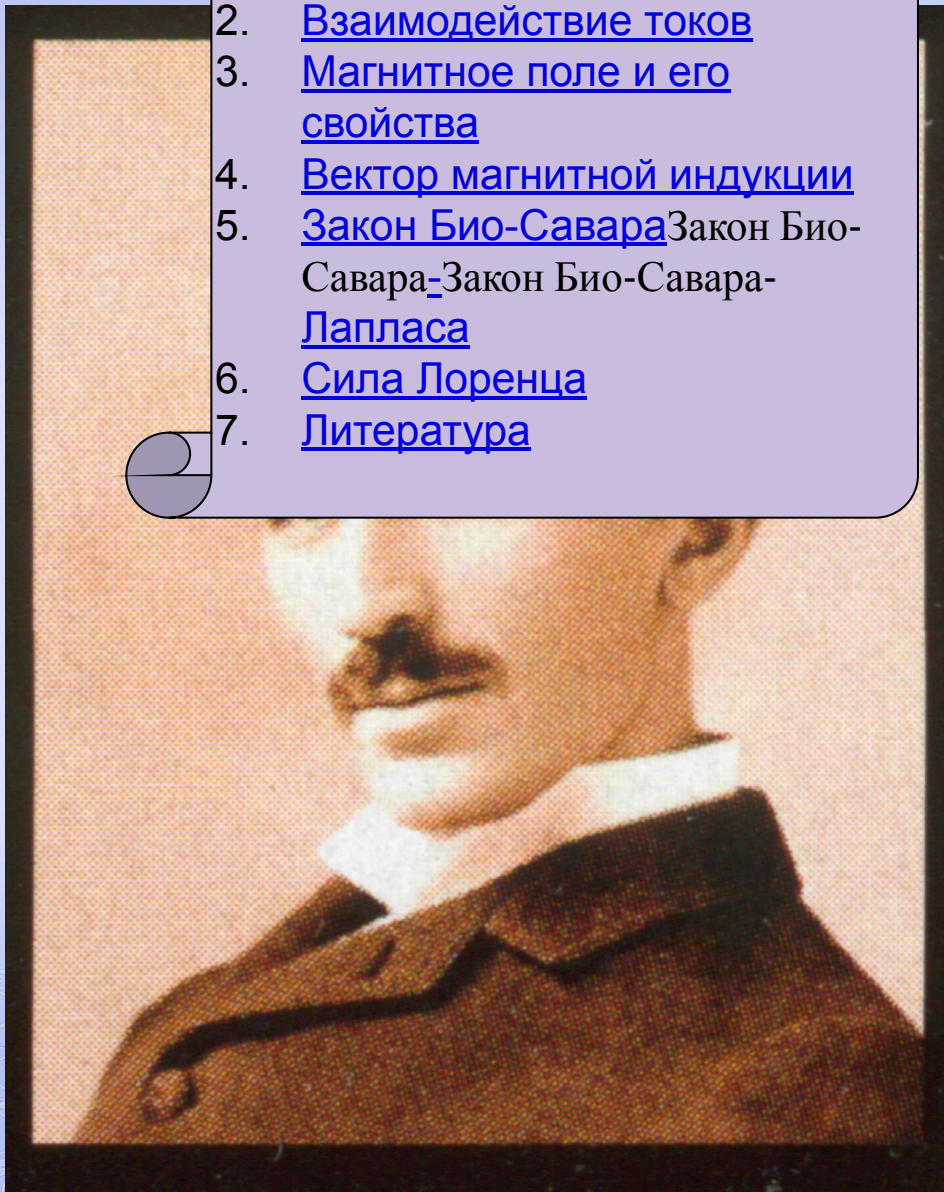 2. Взаимодействие токов
3. Магнитное поле и его
свойства
4. Вектор магнитной индукции
5. Закон Био-СавараЗакон Био-
Савара-Закон Био-Савара-
Лапласа
6. Сила Лоренца
7. Литература